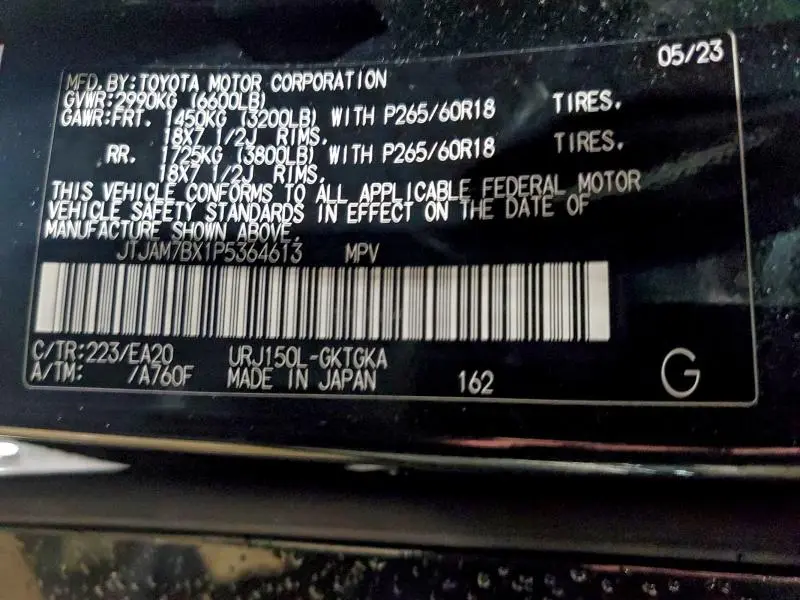 05/23
MFD. BY: TOYOTA MOTOR CORPORATION
GVWR: 2990KG (6600LB)
GAWR: FRT. 1450KG (3200LB) WITH P265/60R18 TIRES.
18X7 1/2J RIMS.
RR. 1725KG (3800LB) WITH P265/60R18 TIRES.
18X7 1/2J RIMS.
THIS VEHICLE CONFORMS TO ALL APPLICABLE FEDERAL MOTOR
VEHICLE SAFETY STANDARDS IN EFFECT ON THE DATE OF
MANUFACTURE SHOWN ABOVE.
JTJAM7BX1P5364613 MPV
C/TR: 223/EA20 URJ150L-GKTGKA
A/TM: /A760F MADE IN JAPAN 162 G